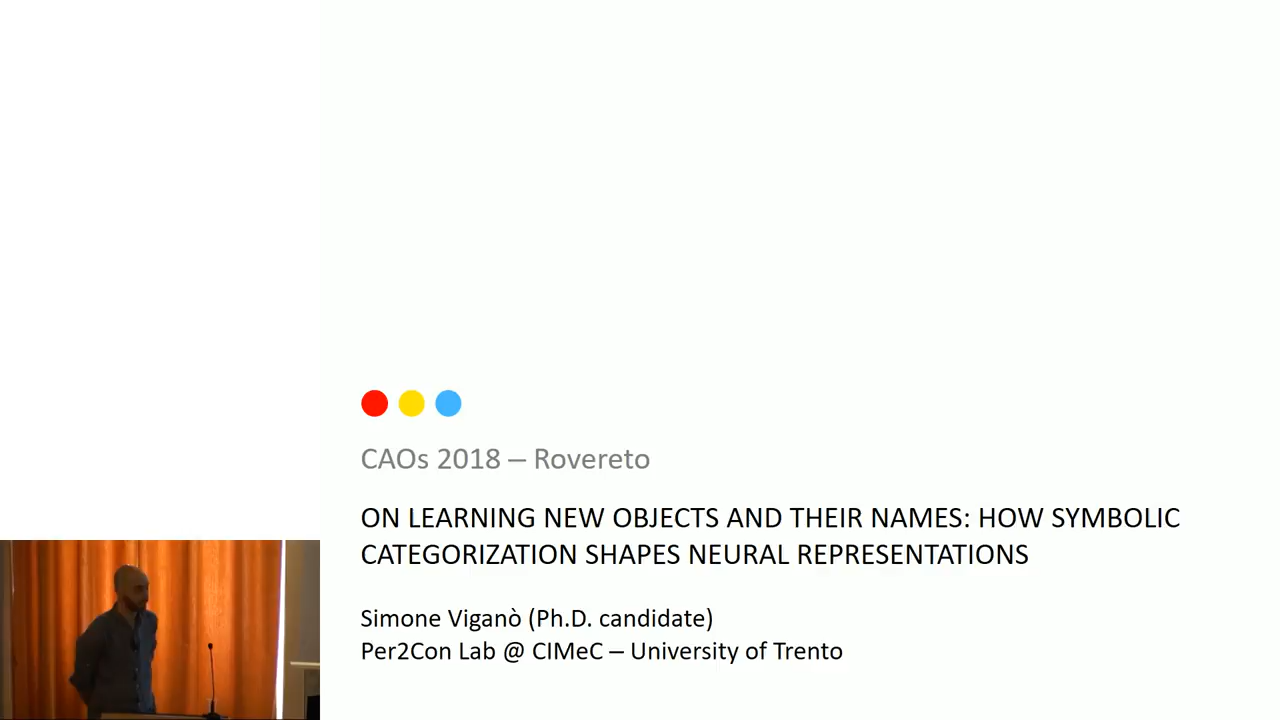 CAOs 2018 – Rovereto
ON LEARNING NEW OBJECTS AND THEIR NAMES: HOW SYMBOLIC
CATEGORIZATION SHAPES NEURAL REPRESENTATIONS
Simone Viganò (Ph.D. candidate)
Per2Con Lab @ CIMeC – University of Trento